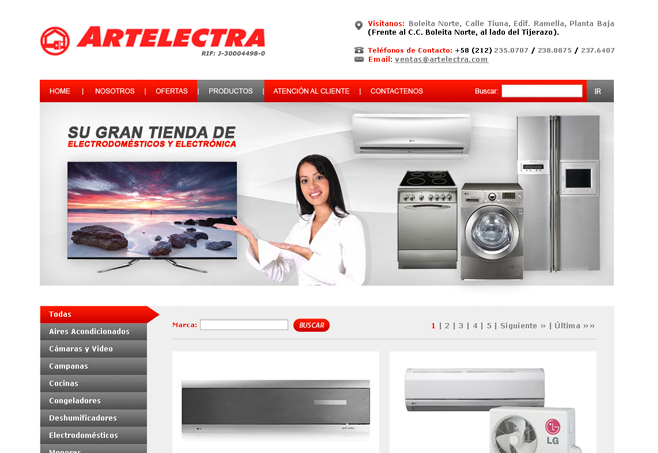 ARTELECTRA
RIF: J-30004498-0
Visitanos: Boleita Norte, Calle Tiuna, Edif. Ramella, Planta Baja
(Frente al C.C. Boleita Norte, al lado del Tijerazo).
Teléfonos de Contacto: +58 (212) 235.0707 / 238.8875 / 237.6407
Email: ventas@artelectra.com
HOME | NOSOTROS | OFERTAS PRODUCTOS ATENCIÓN AL CLIENTE | CONTACTENOS Buscar: IR
SU GRAN TIENDA DE
ELECTRODOMÉSTICOS Y ELECTRÓNICA
Todas
Aires Acondicionados
Cámaras y Video
Campanas
Cocinas
Congeladores
Deshumificadores
Electrodomésticos
Menores
Marca: BUSCAR
1 | 2 | 3 | 4 | 5 | Siguiente » | Última »»
LG